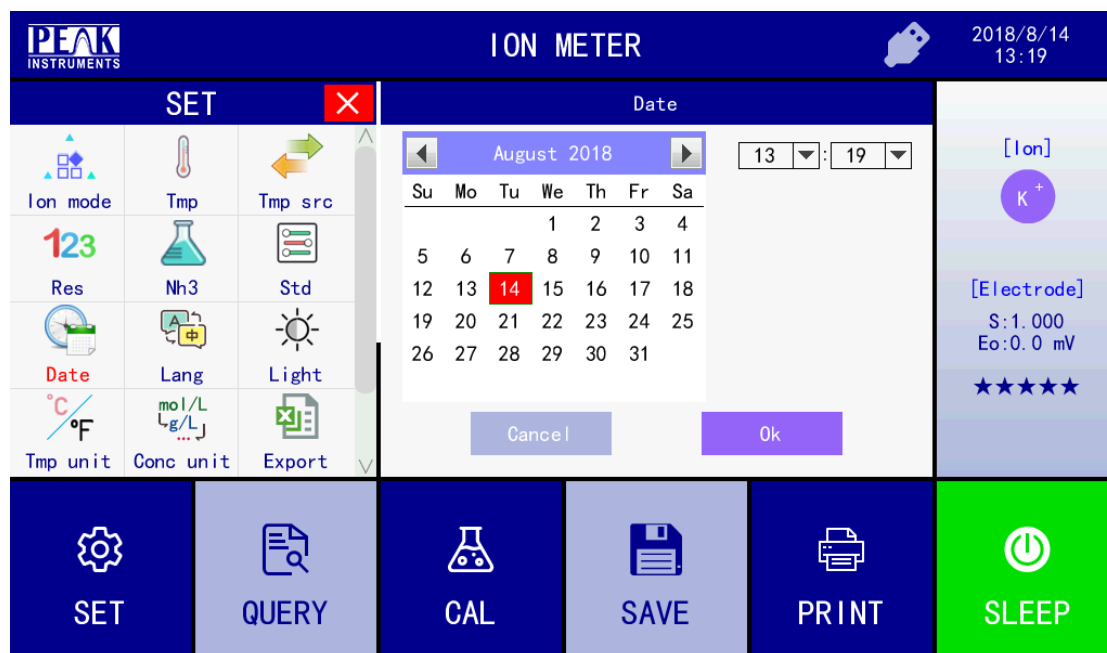 PEAK
INSTRUMENTS
ION METER
2018/8/14
13:19
SET
Date
Ion mode
Tmp
Tmp src
123
Res
Nh3
Std
A
中
Date
Lang
Light
°C/°F
mol/L
g/L
...
Tmp unit
Conc unit
Export
August 2018
13 : 19
Su Mo Tu We Th Fr Sa
1 2 3 4
5 6 7 8 9 10 11
12 13 14 15 16 17 18
19 20 21 22 23 24 25
26 27 28 29 30 31
Cancel
Ok
[Ion]
K+
[Electrode]
S:1.000
Eo:0.0 mV
★★★★★
SET
QUERY
CAL
SAVE
PRINT
SLEEP